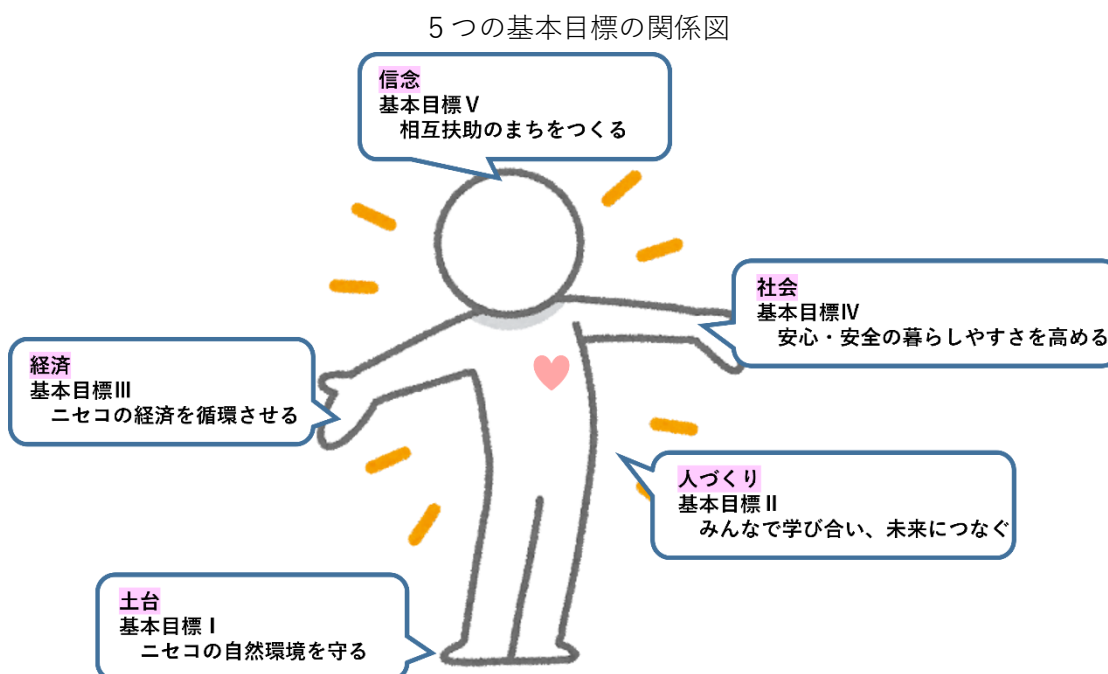 5つの基本目標の関係図
信念
基本目標Ⅴ
相互扶助のまちをつくる
社会
基本目標Ⅳ
安心・安全の暮らしやすさを高める
経済
基本目標Ⅲ
ニセコの経済を循環させる
人づくり
基本目標Ⅱ
みんなで学び合い、未来につなぐ
土台
基本目標Ⅰ
ニセコの自然環境を守る